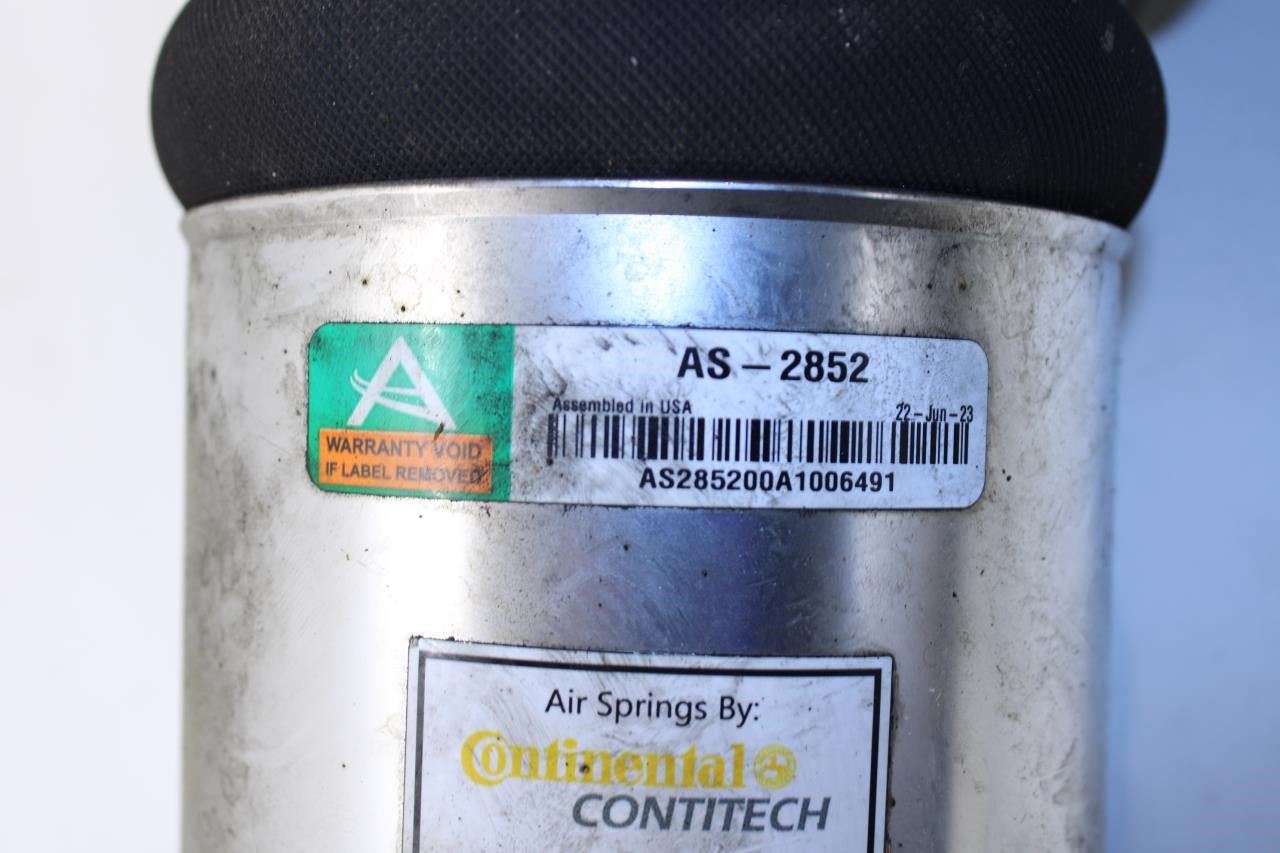 AS-2852
Assembled in USA
22-Jun-23
WARRANTY VOID
IF LABEL REMOVED
AS285200A1006491
Air Springs By:
Continental
CONTITECH